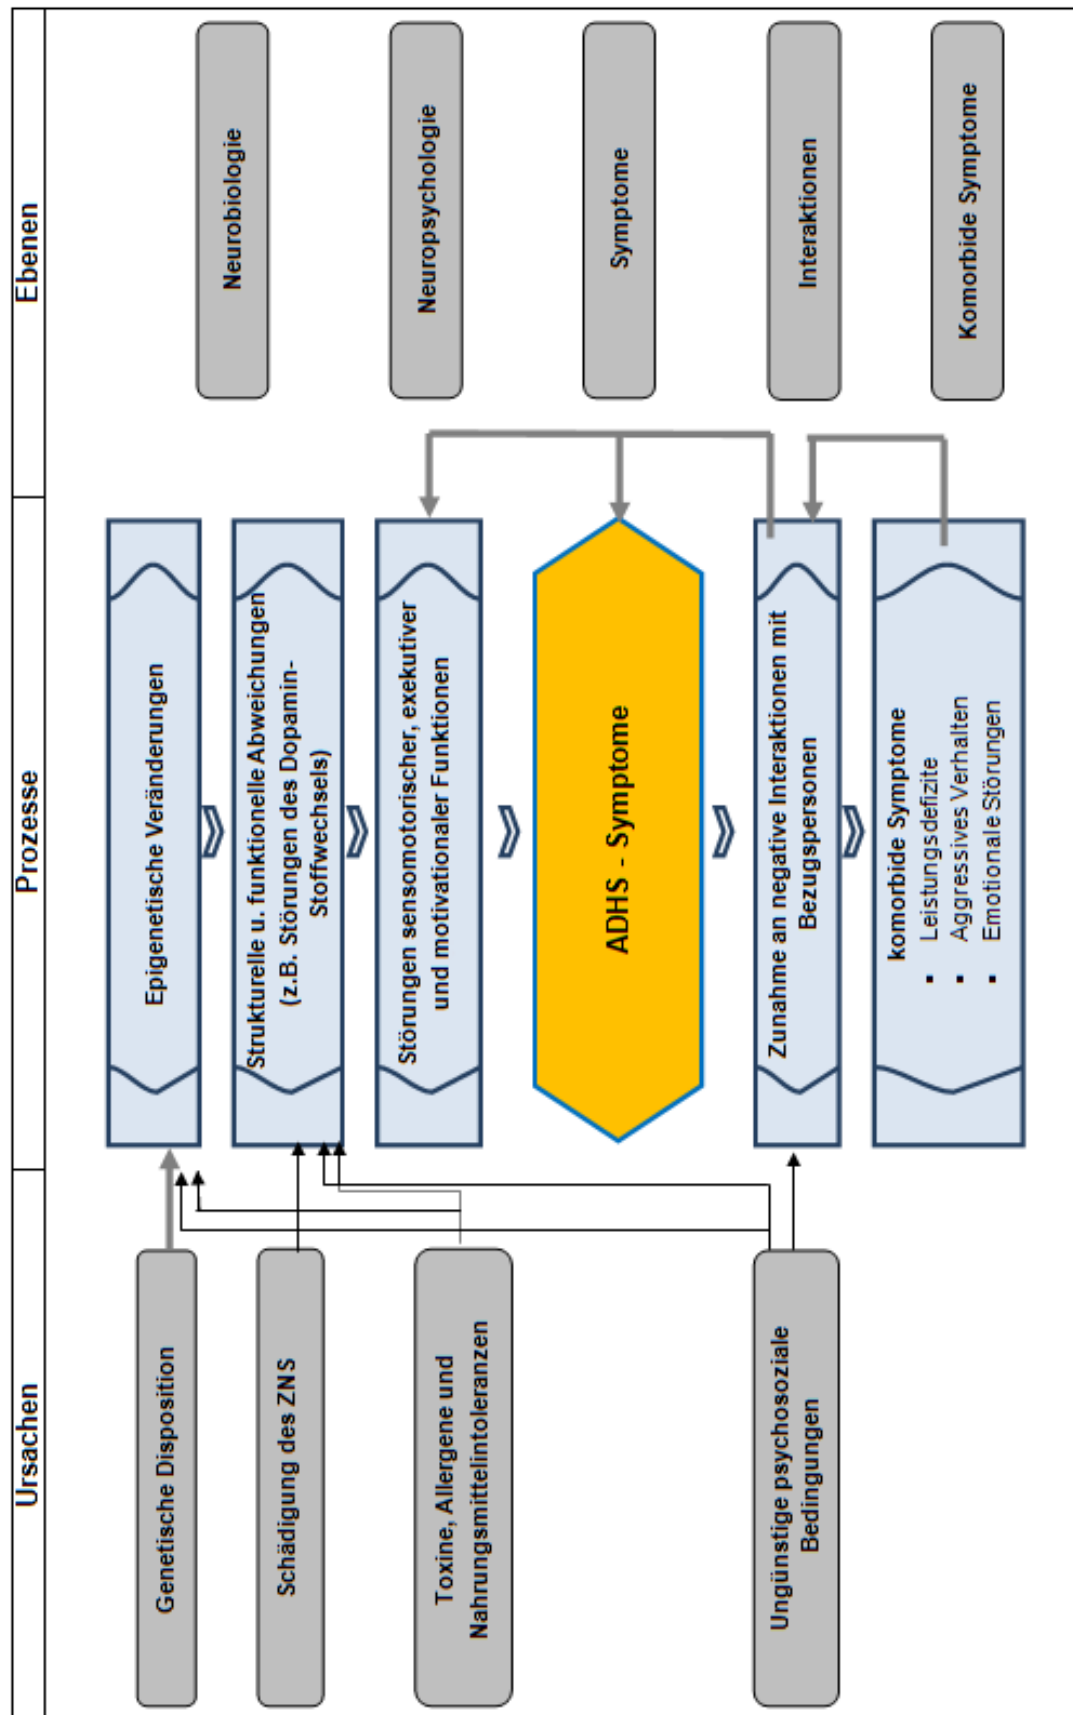 Ursachen
Prozesse
Ebenen
Genetische Disposition
Schädigung des ZNS
Toxine, Allergene und
Nahrungsmittelintoleranzen
Ungünstige psychosoziale
Bedingungen
Epigenetische Veränderungen
Strukturelle u. funktionelle Abweichungen
(z.B. Störungen des Dopamin-
Stoffwechsels)
Störungen sensomotorischer, exekutiver
und motivationaler Funktionen
ADHS - Symptome
Zunahme an negative Interaktionen mit
Bezugspersonen
komorbide Symptome
▪ Leistungsdefizite
▪ Aggressives Verhalten
▪ Emotionale Störungen
Neurobiologie
Neuropsychologie
Symptome
Interaktionen
Komorbide Symptome